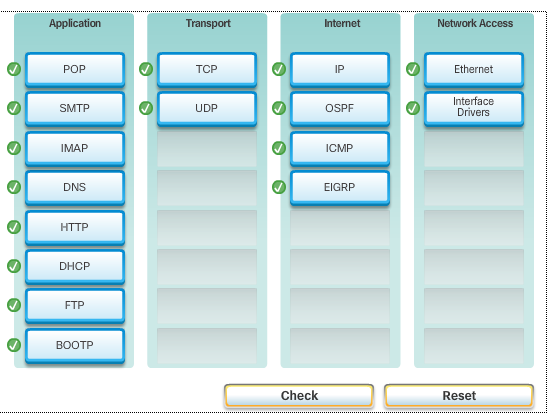 Application
Transport
Internet
Network Access
POP
TCP
IP
Ethernet
SMTP
UDP
OSPF
Interface
Drivers
IMAP
ICMP
DNS
EIGRP
HTTP
DHCP
FTP
BOOTP
Check
Reset